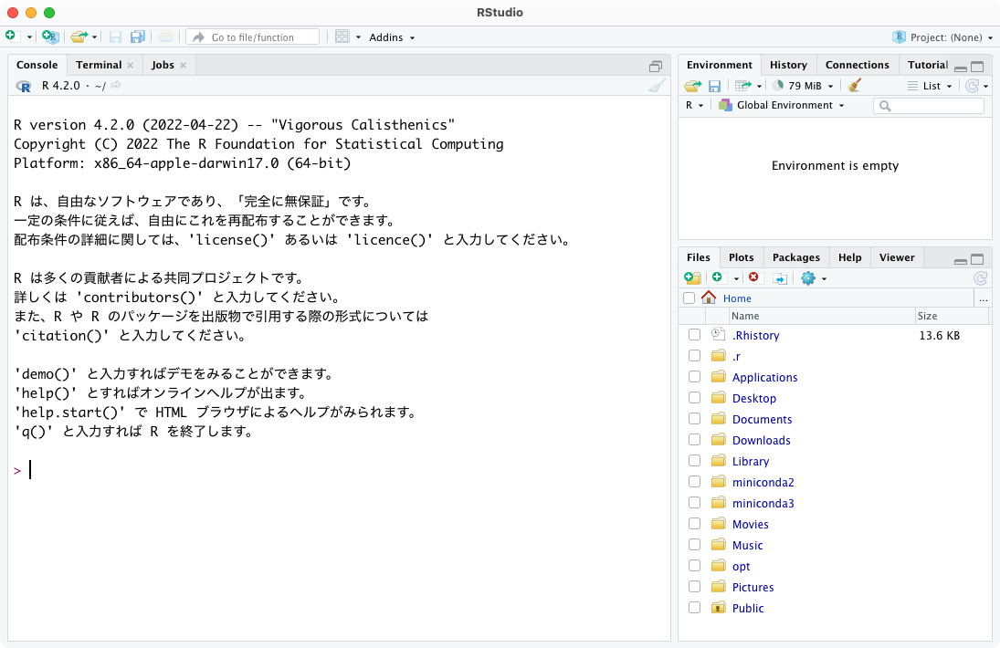 RStudio
Go to file/function
Addins
Project: (None)
Console Terminal Jobs
R 4.2.0 · ~/
R version 4.2.0 (2022-04-22) -- "Vigorous Calisthenics"
Copyright (C) 2022 The R Foundation for Statistical Computing
Platform: x86_64-apple-darwin17.0 (64-bit)
R は、自由なソフトウェアであり、「完全に無保証」です。
一定の条件に従えば、自由にこれを再配布することができます。
配布条件の詳細に関しては、'license()' あるいは 'licence()' と入力してください。
R は多くの貢献者による共同プロジェクトです。
詳しくは 'contributors()' と入力してください。
また、R や R のパッケージを出版物で引用する際の形式については
'citation()' と入力してください。
'demo()' と入力すればデモをみることができます。
'help()' とすればオンラインヘルプが出ます。
'help.start()' で HTML ブラウザによるヘルプがみられます。
'q()' と入力すれば R を終了します。
>
Environment History Connections Tutorial
79 MiB List
R Global Environment
Environment is empty
Files Plots Packages Help Viewer
Home ...
Name Size
.Rhistory 13.6 KB
.r
Applications
Desktop
Documents
Downloads
Library
miniconda2
miniconda3
Movies
Music
opt
Pictures
Public